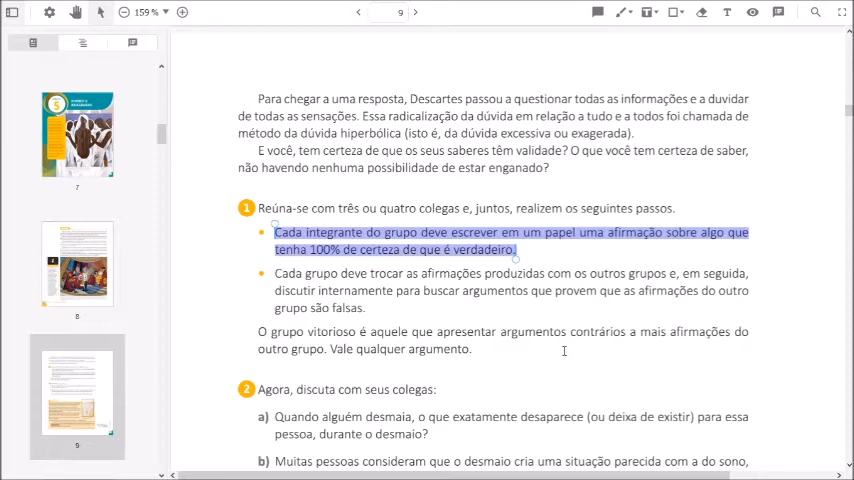 159 %
9
Para chegar a uma resposta, Descartes passou a questionar todas as informações e a duvidar
de todas as sensações. Essa radicalização da dúvida em relação a tudo e a todos foi chamada de
método da dúvida hiperbólica (isto é, da dúvida excessiva ou exagerada).
E você, tem certeza de que os seus saberes têm validade? O que você tem certeza de saber,
não havendo nenhuma possibilidade de estar enganado?
1 Reúna-se com três ou quatro colegas e, juntos, realizem os seguintes passos.
• Cada integrante do grupo deve escrever em um papel uma afirmação sobre algo que
tenha 100% de certeza de que é verdadeiro.
• Cada grupo deve trocar as afirmações produzidas com os outros grupos e, em seguida,
discutir internamente para buscar argumentos que provem que as afirmações do outro
grupo são falsas.
O grupo vitorioso é aquele que apresentar argumentos contrários a mais afirmações do
outro grupo. Vale qualquer argumento.
2 Agora, discuta com seus colegas:
a) Quando alguém desmaia, o que exatamente desaparece (ou deixa de existir) para essa
pessoa, durante o desmaio?
b) Muitas pessoas consideram que o desmaio cria uma situação parecida com a do sono,
5
7
8
9